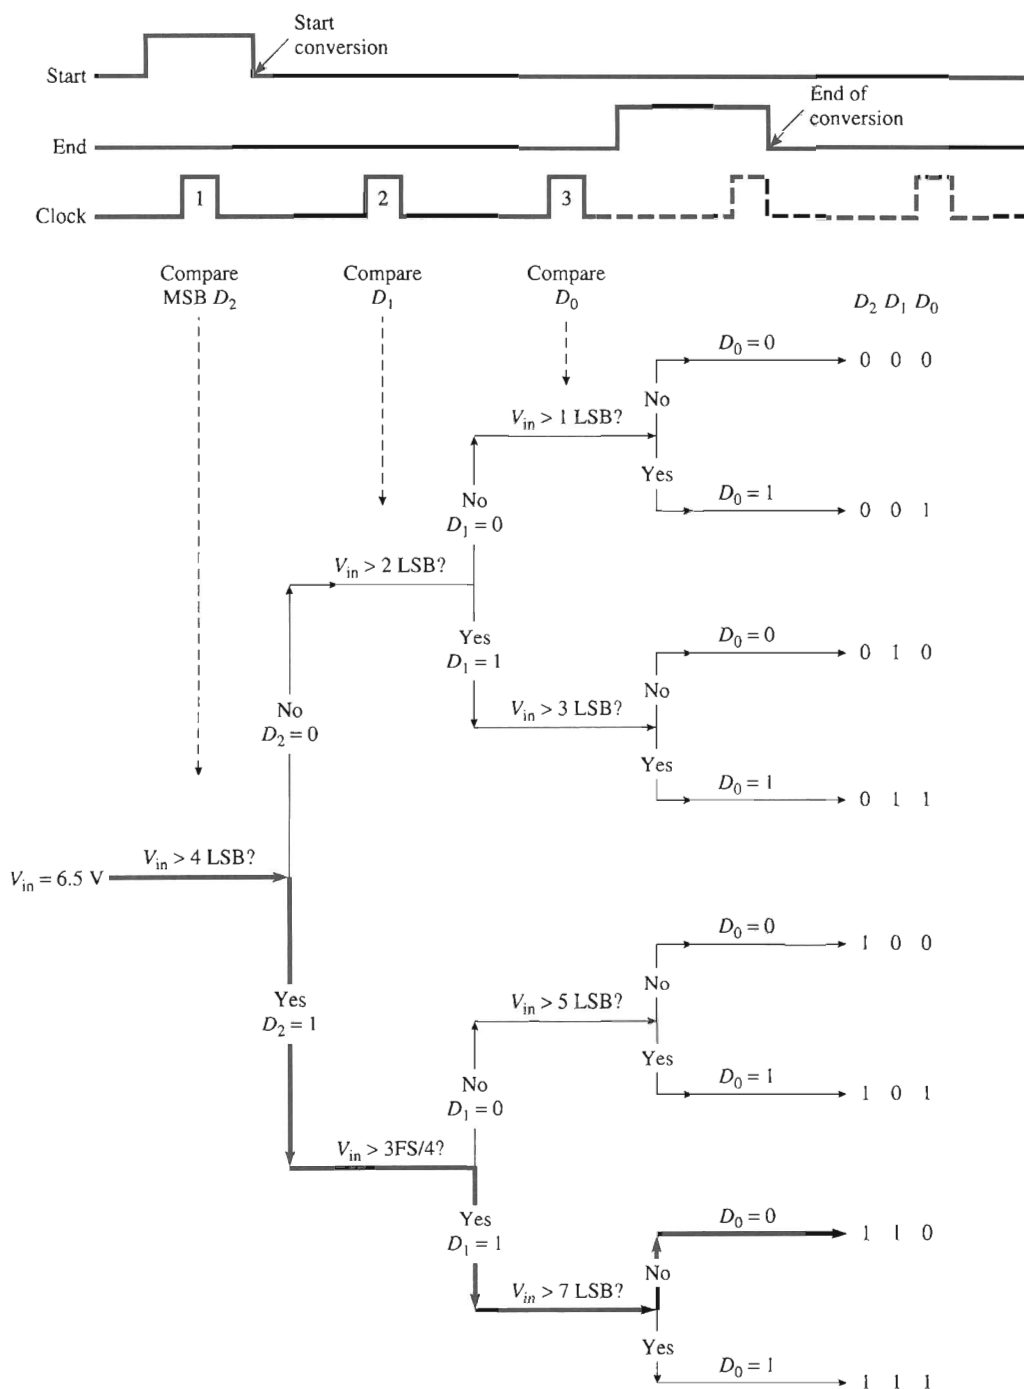 Start
conversion
Start
End of
conversion
End
1
2
3
Clock
Compare
MSB D₂
Compare
D₁
Compare
D₀
D₂ D₁ D₀
D₀ = 0
0 0 0
No
Vin > 1 LSB?
Yes
D₀ = 1
0 0 1
No
D₁ = 0
Vin > 2 LSB?
Yes
D₁ = 1
D₀ = 0
0 1 0
No
Vin > 3 LSB?
Yes
D₀ = 1
0 1 1
No
D₂ = 0
Vin > 4 LSB?
Vin = 6.5 V
Yes
D₂ = 1
D₀ = 0
1 0 0
No
Vin > 5 LSB?
Yes
D₀ = 1
1 0 1
No
D₁ = 0
Vin > 3FS/4?
Yes
D₁ = 1
D₀ = 0
1 1 0
No
Vin > 7 LSB?
Yes
D₀ = 1
1 1 1